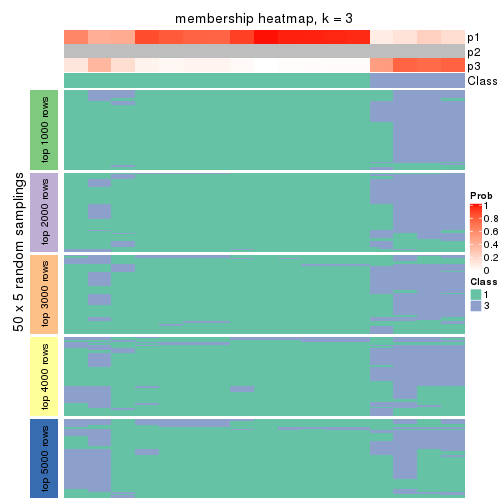 membership heatmap, k = 3
p1
p2
p3
Class
50 x 5 random samplings
top 1000 rows
top 2000 rows
top 3000 rows
top 4000 rows
top 5000 rows
Prob
1
0.8
0.6
0.4
0.2
0
Class
1
3